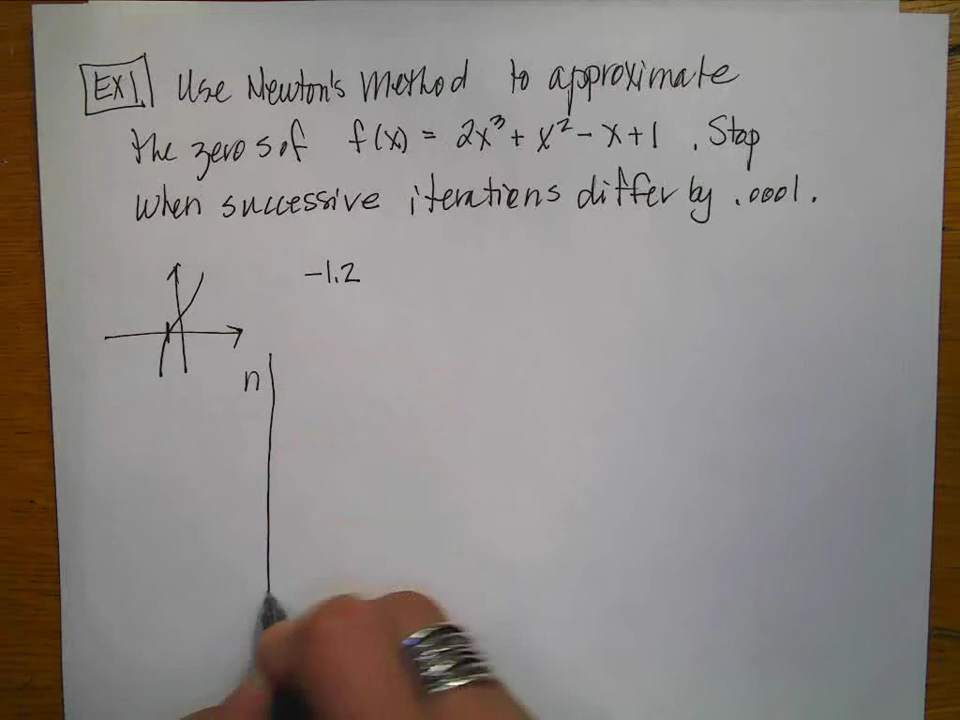 EX1. Use Newton's Method to approximate
the zeros of f(x) = 2x³ + x² - x + 1 . Stop
when successive iterations differ by .0001.
-1.2
n